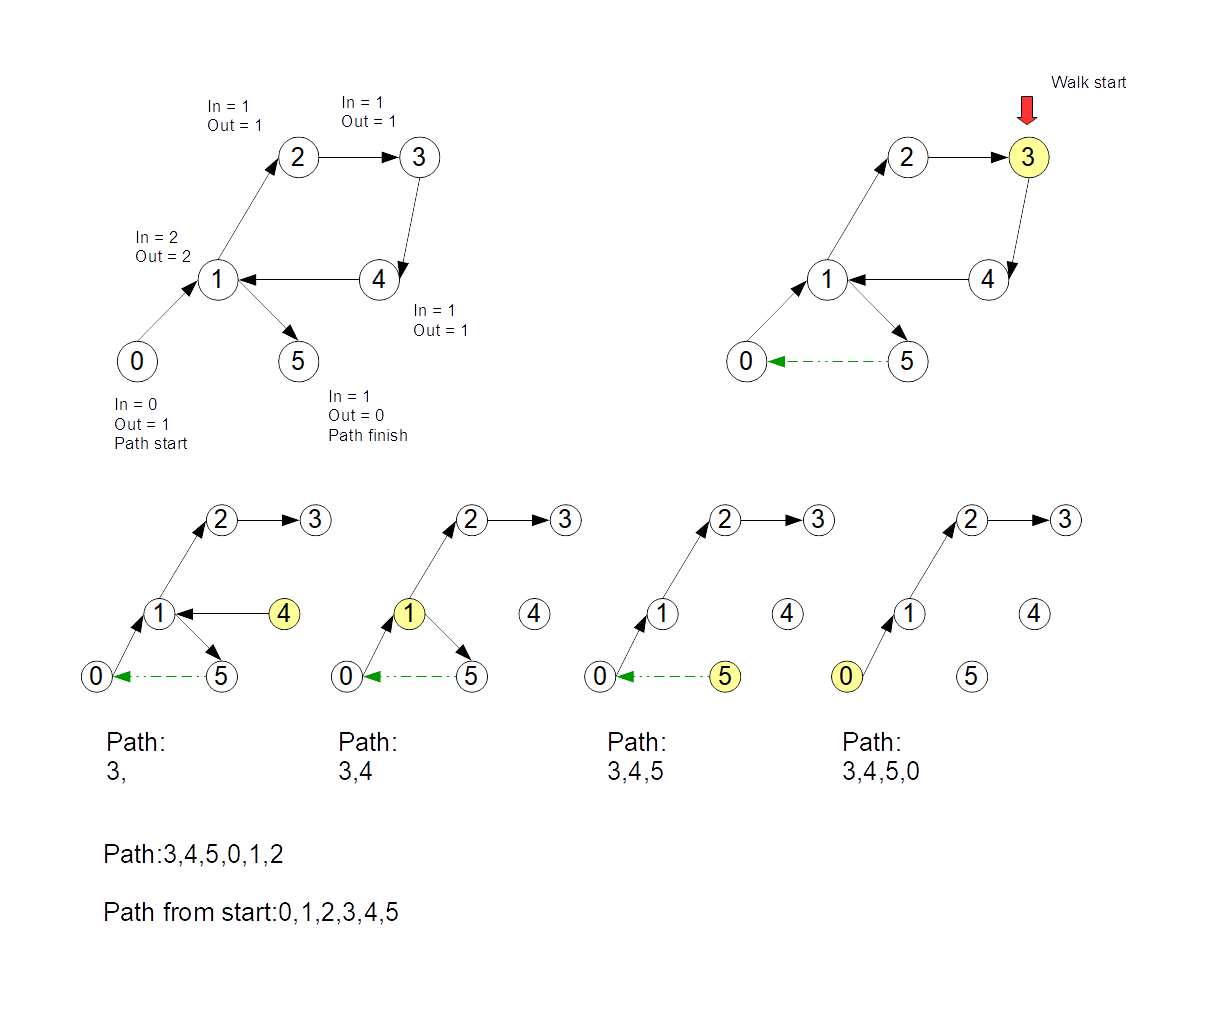 Walk start
In = 1
Out = 1
In = 1
Out = 1
2
3
2
3
In = 2
Out = 2
1
4
1
4
In = 1
Out = 1
0
5
0
5
In = 0
Out = 1
Path start
In = 1
Out = 0
Path finish
2
3
2
3
2
3
2
3
1
4
1
4
1
4
1
4
0
5
0
5
0
5
0
5
Path:
3,
Path:
3,4
Path:
3,4,5
Path:
3,4,5,0
Path:3,4,5,0,1,2
Path from start:0,1,2,3,4,5